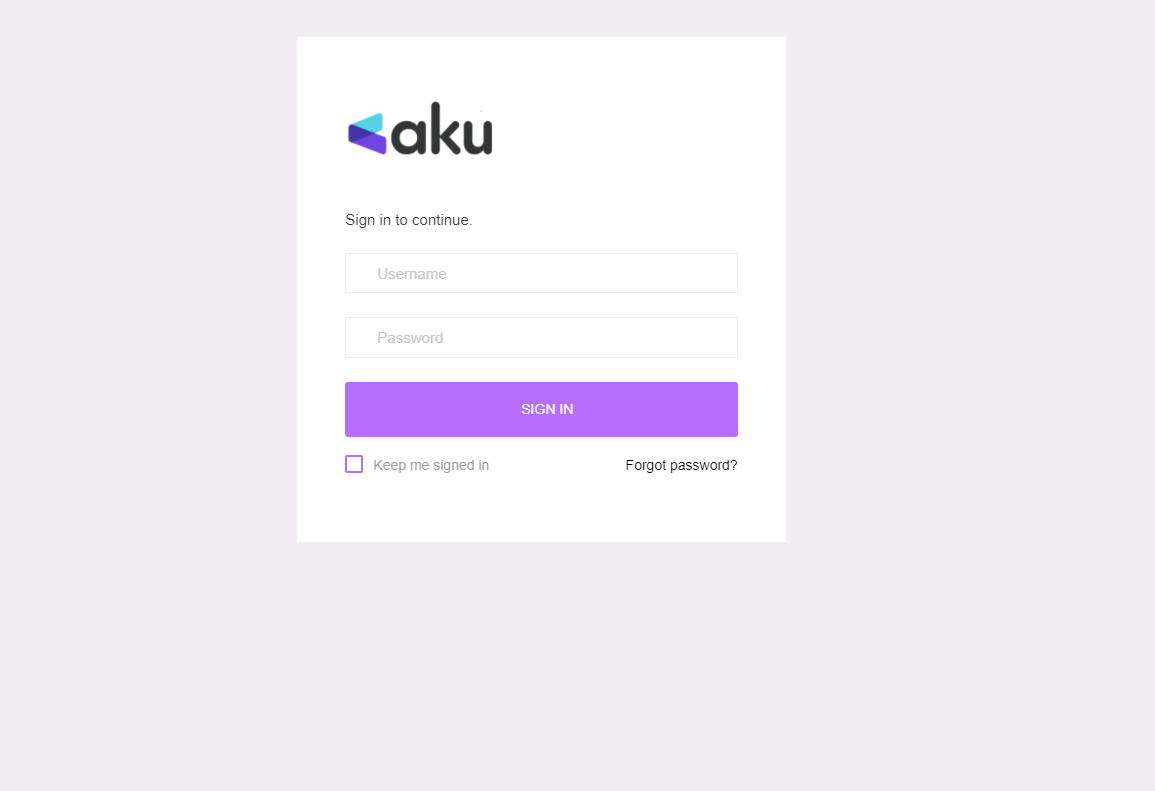 aku
Sign in to continue.
Username
Password
SIGN IN
Keep me signed in
Forgot password?